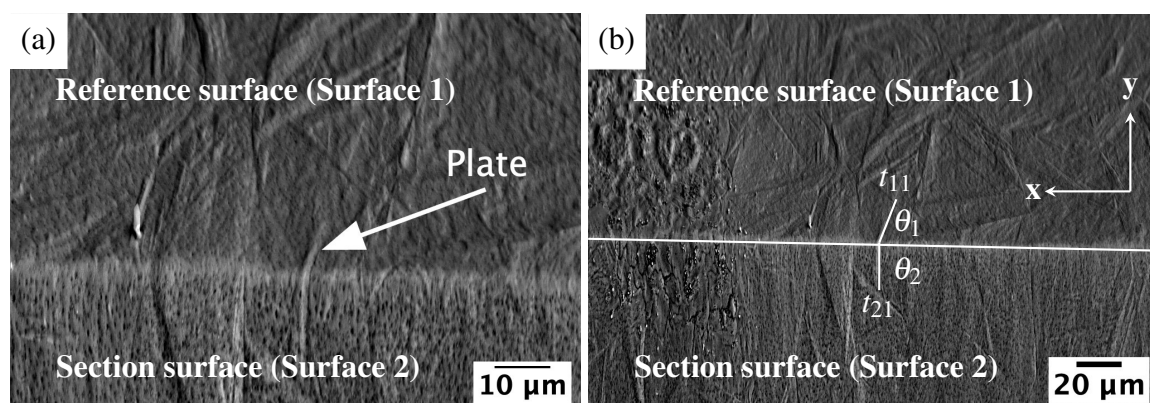 (a)
Reference surface (Surface 1)
Plate
Section surface (Surface 2)
10 µm
(b)
Reference surface (Surface 1)
y
x
t₁₁
θ₁
θ₂
t₂₁
Section surface (Surface 2)
20 µm